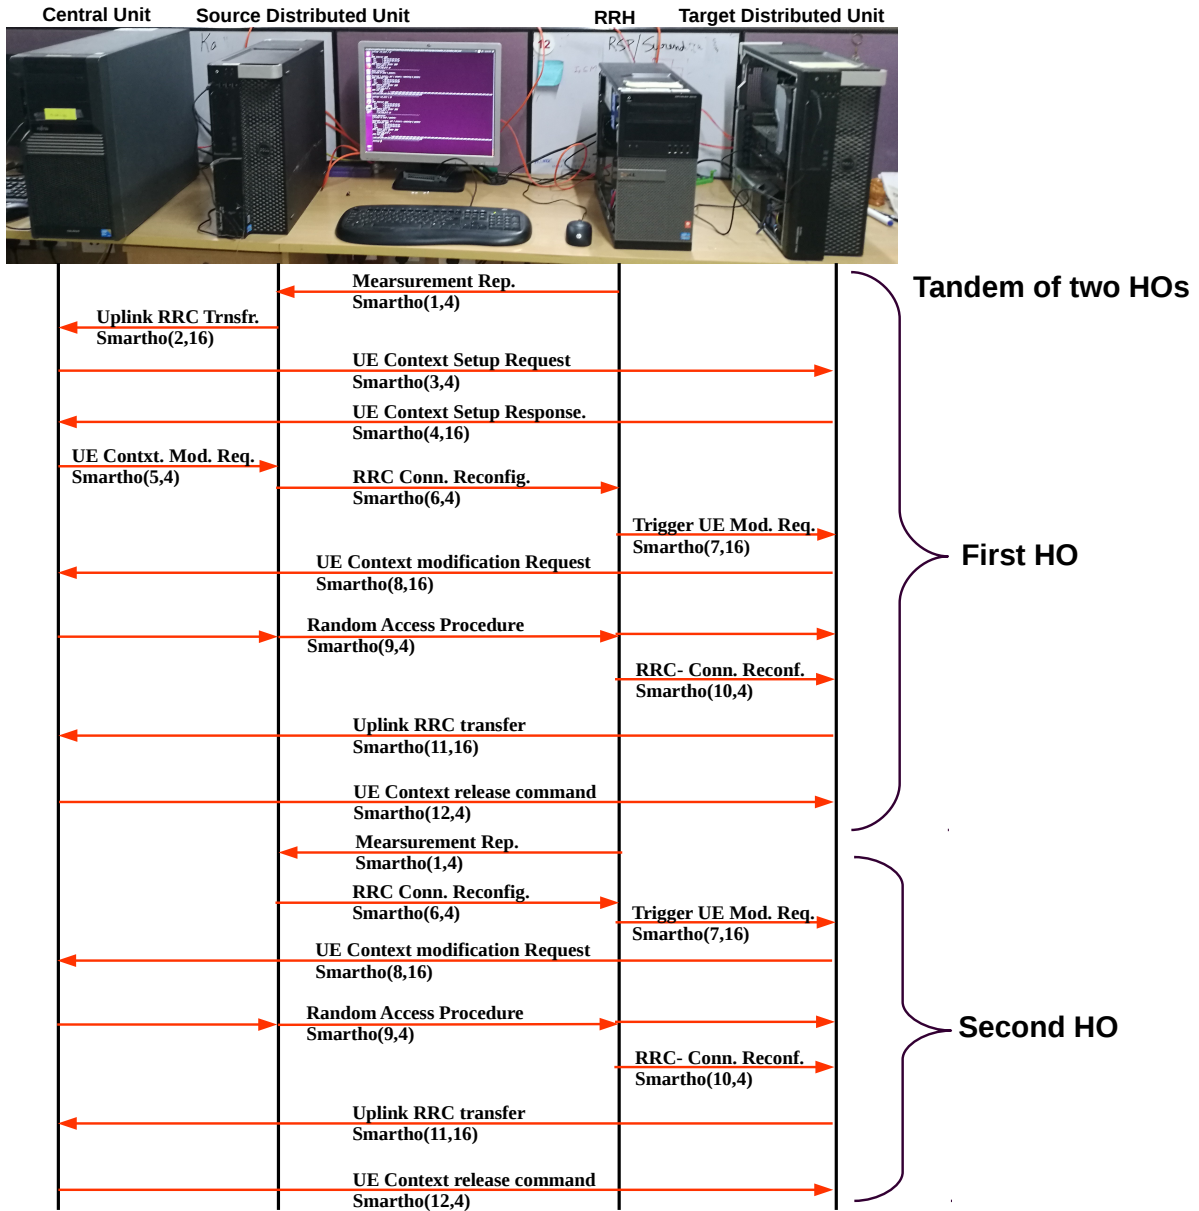 Central Unit
Source Distributed Unit
RRH
Target Distributed Unit
Ka
12
RSP/
Mearsurement Rep.
Smartho(1,4)
Tandem of two HOs
Uplink RRC Trnsfr.
Smartho(2,16)
UE Context Setup Request
Smartho(3,4)
UE Context Setup Response.
Smartho(4,16)
UE Contxt. Mod. Req.
Smartho(5,4)
RRC Conn. Reconfig.
Smartho(6,4)
Trigger UE Mod. Req.
Smartho(7,16)
First HO
UE Context modification Request
Smartho(8,16)
Random Access Procedure
Smartho(9,4)
RRC- Conn. Reconf.
Smartho(10,4)
Uplink RRC transfer
Smartho(11,16)
UE Context release command
Smartho(12,4)
Mearsurement Rep.
Smartho(1,4)
RRC Conn. Reconfig.
Smartho(6,4)
Trigger UE Mod. Req.
Smartho(7,16)
UE Context modification Request
Smartho(8,16)
Random Access Procedure
Smartho(9,4)
Second HO
RRC- Conn. Reconf.
Smartho(10,4)
Uplink RRC transfer
Smartho(11,16)
UE Context release command
Smartho(12,4)